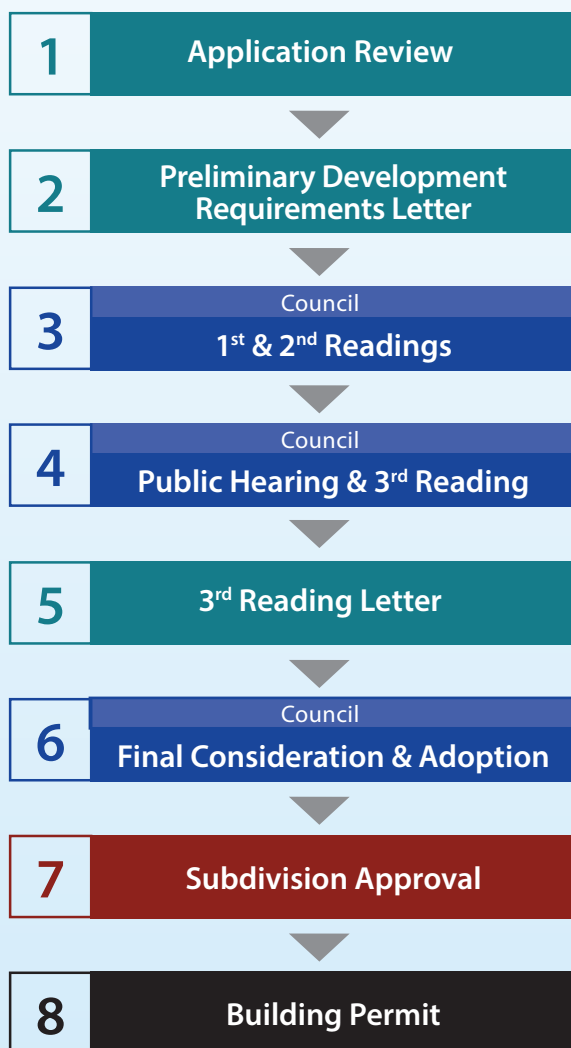 1
Application Review
2
Preliminary Development
Requirements Letter
3
Council
1st & 2nd Readings
4
Council
Public Hearing & 3rd Reading
5
3rd Reading Letter
6
Council
Final Consideration & Adoption
7
Subdivision Approval
8
Building Permit